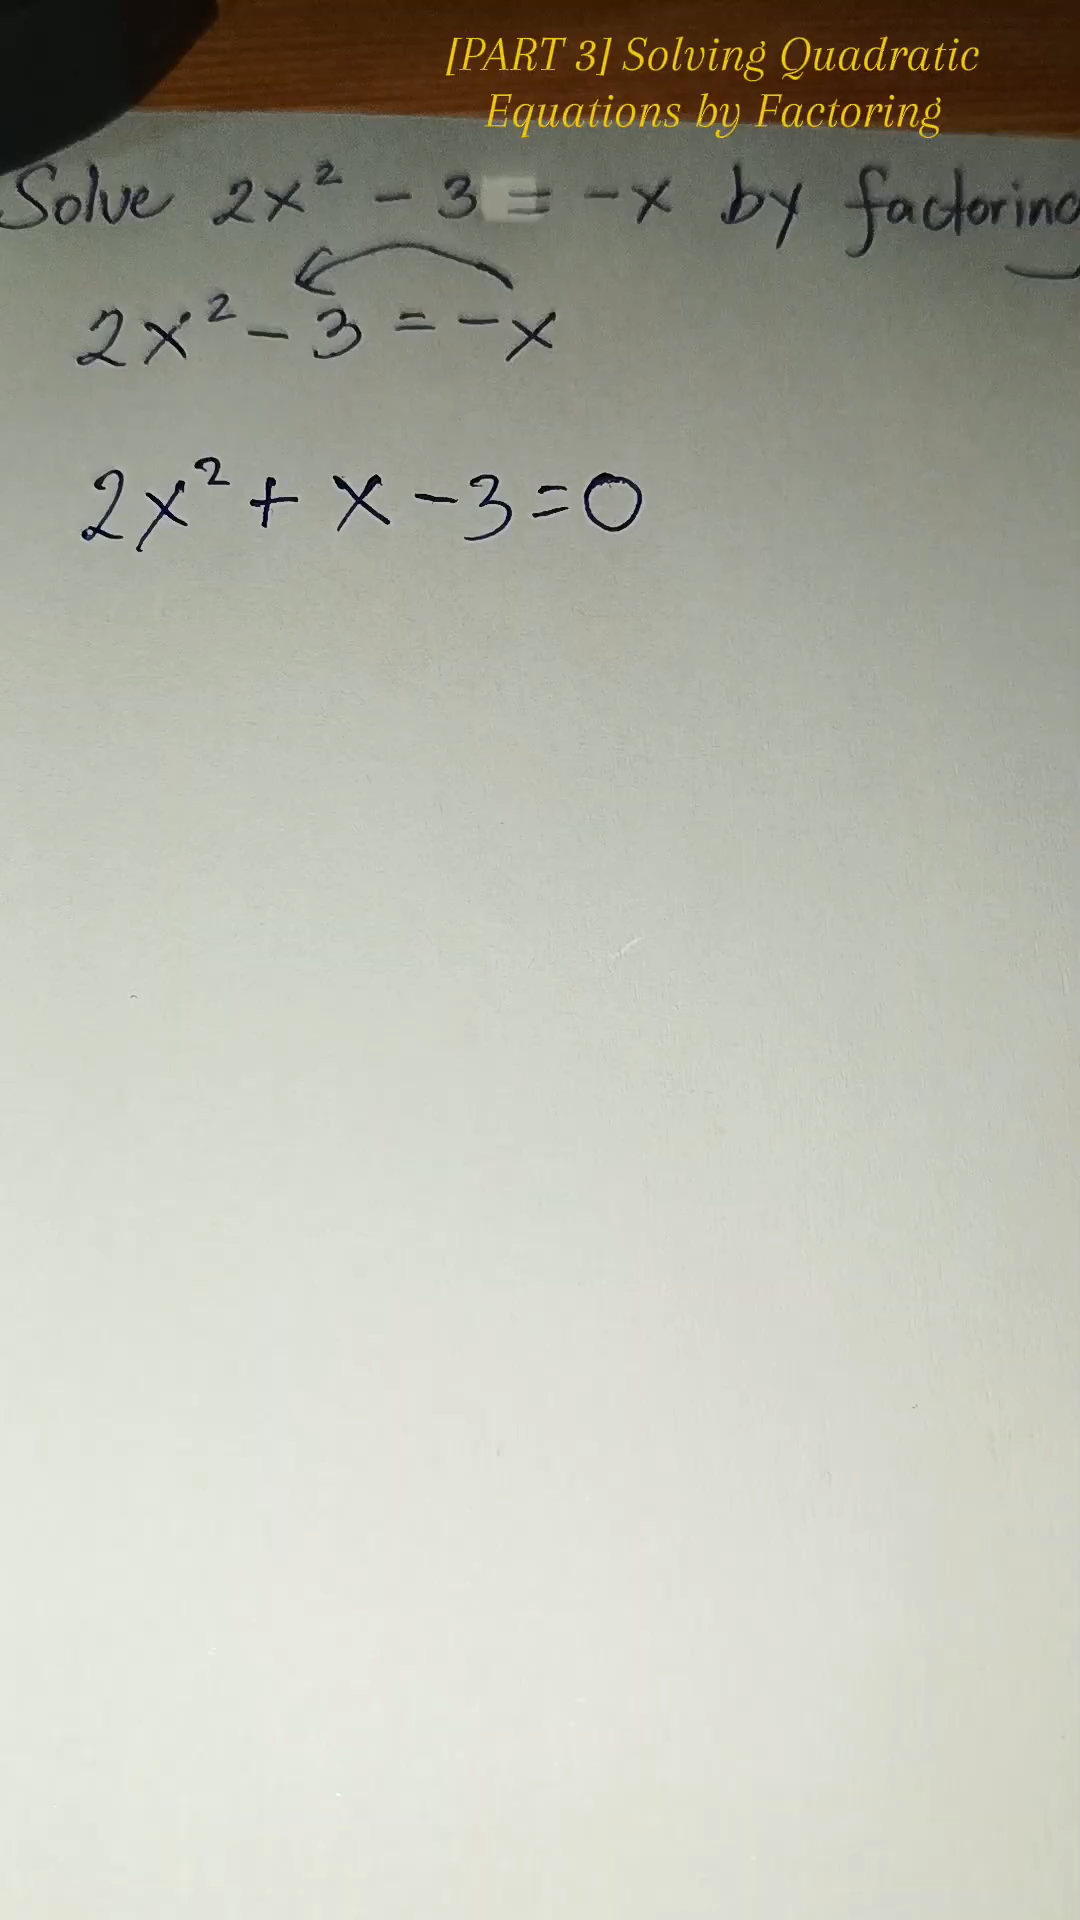 [PART 3] Solving Quadratic
Equations by Factoring
Solve 2x² - 3 = -x by factoring
2x² - 3 = -x
2x² + x - 3 = 0